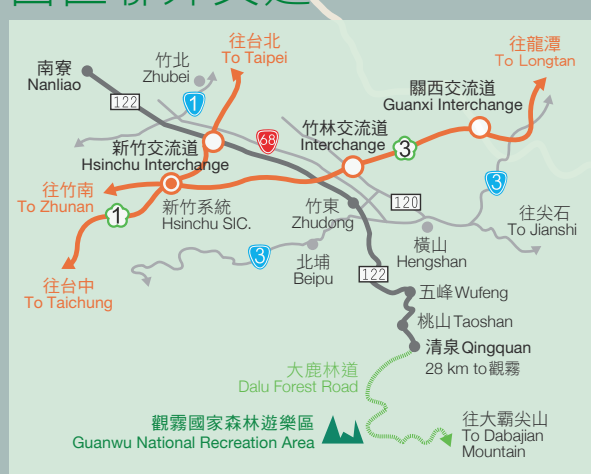 往台北
To Taipei
往龍潭
To Longtan
竹北
Zhubei
南寮
Nanliao
122
1
關西交流道
Guanxi Interchange
68
新竹交流道
Hsinchu Interchange
竹林交流道
Interchange
3
往竹南
To Zhunan
1
新竹系統
Hsinchu SIC.
竹東
Zhudong
120
3
往尖石
To Jianshi
橫山
Hengshan
3
北埔
Beipu
往台中
To Taichung
122
五峰 Wufeng
桃山 Taoshan
清泉 Qingquan
28 km to 觀霧
大鹿林道
Dalu Forest Road
觀霧國家森林遊樂區
Guanwu National Recreation Area
往大霸尖山
To Dabajian
Mountain